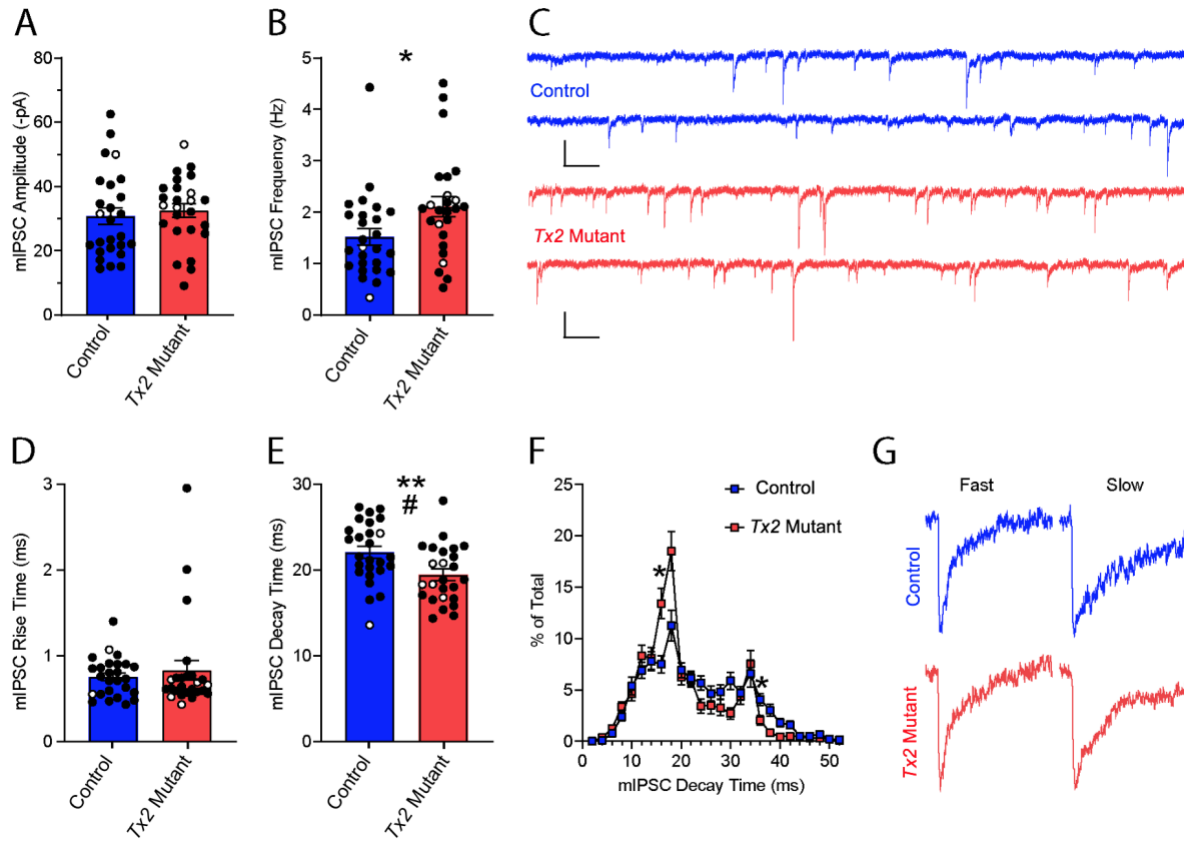 A
mIPSC Amplitude (-pA)
80
60
40
20
0
Control
Tx2 Mutant
B
mIPSC Frequency (Hz)
*
5
4
3
2
1
0
Control
Tx2 Mutant
C
Control
Tx2 Mutant
D
mIPSC Rise Time (ms)
3
2
1
0
Control
Tx2 Mutant
E
mIPSC Decay Time (ms)
**
#
30
20
10
0
Control
Tx2 Mutant
F
% of Total
25
20
15
10
5
0
Control
Tx2 Mutant
*
*
0 10 20 30 40 50
mIPSC Decay Time (ms)
G
Fast Slow
Control
Tx2 Mutant